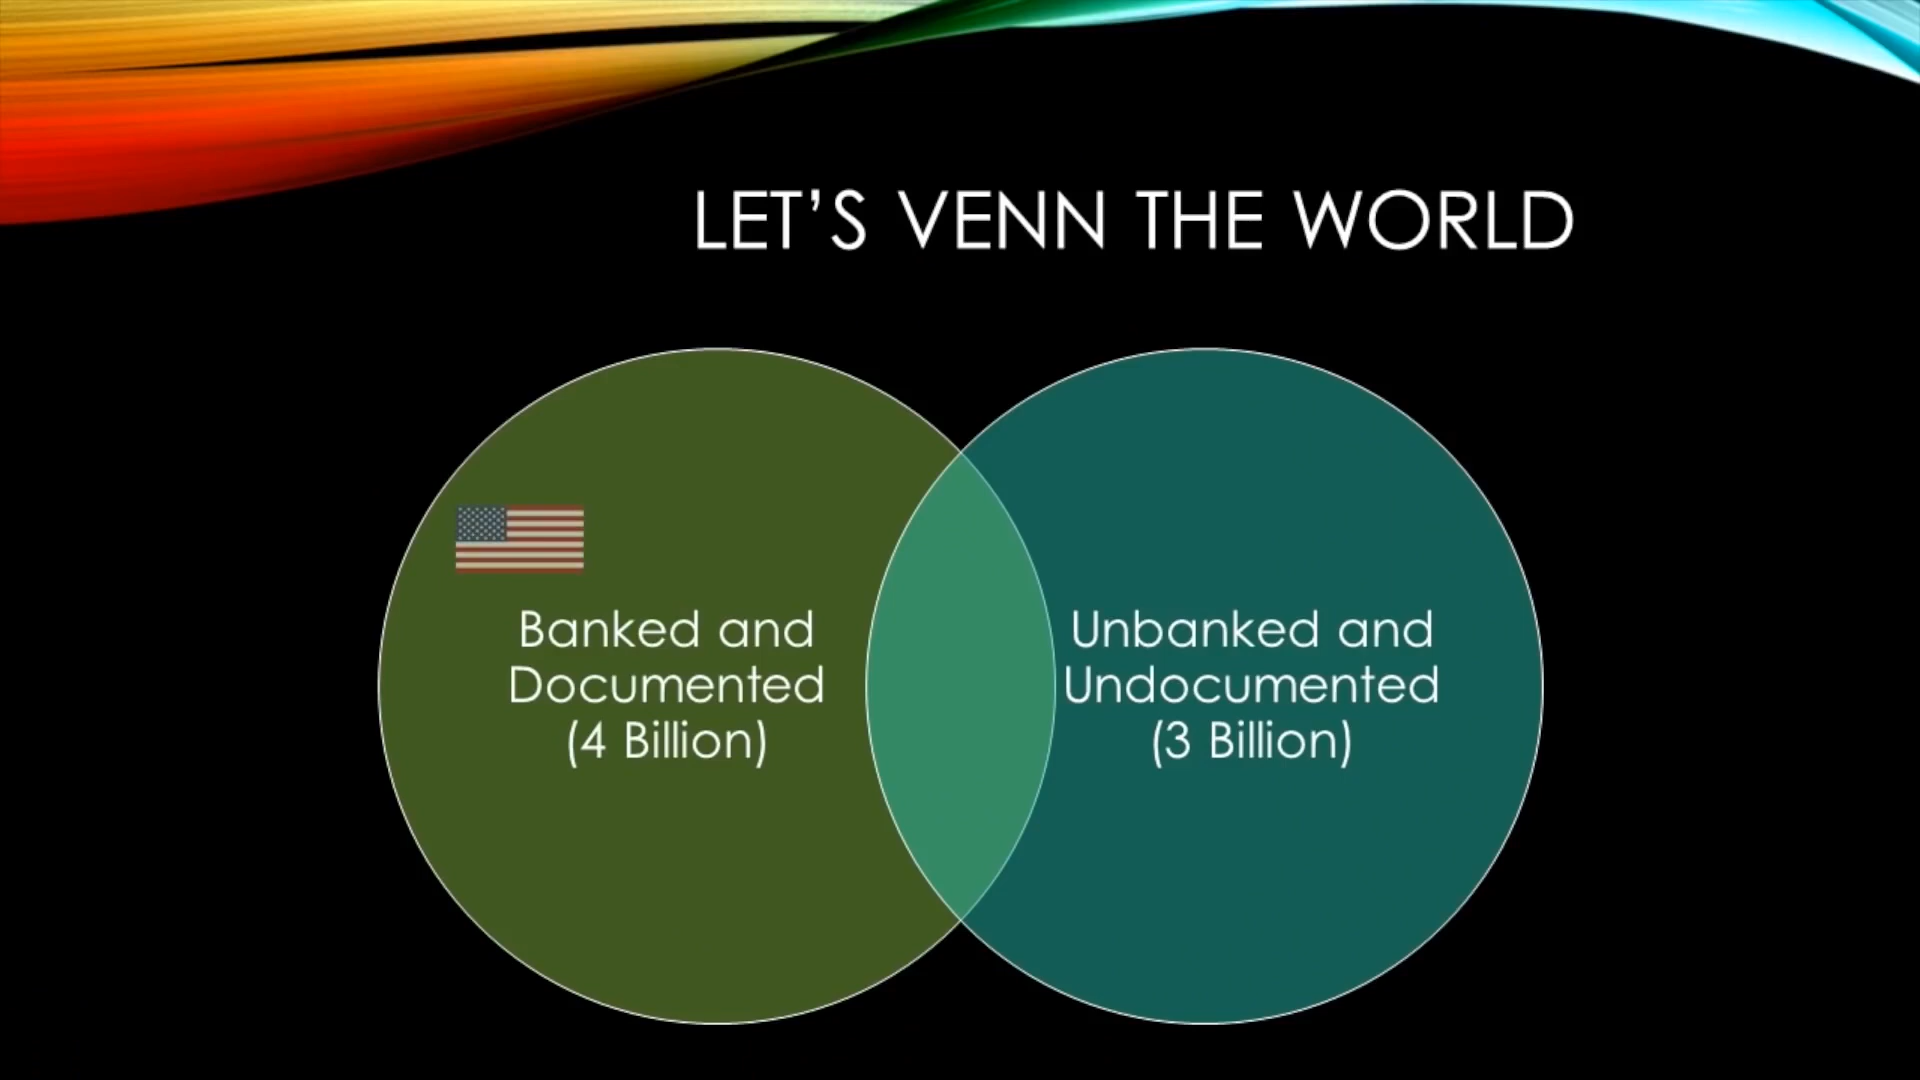 LET’S VENN THE WORLD
Banked and
Documented
(4 Billion)
Unbanked and
Undocumented
(3 Billion)